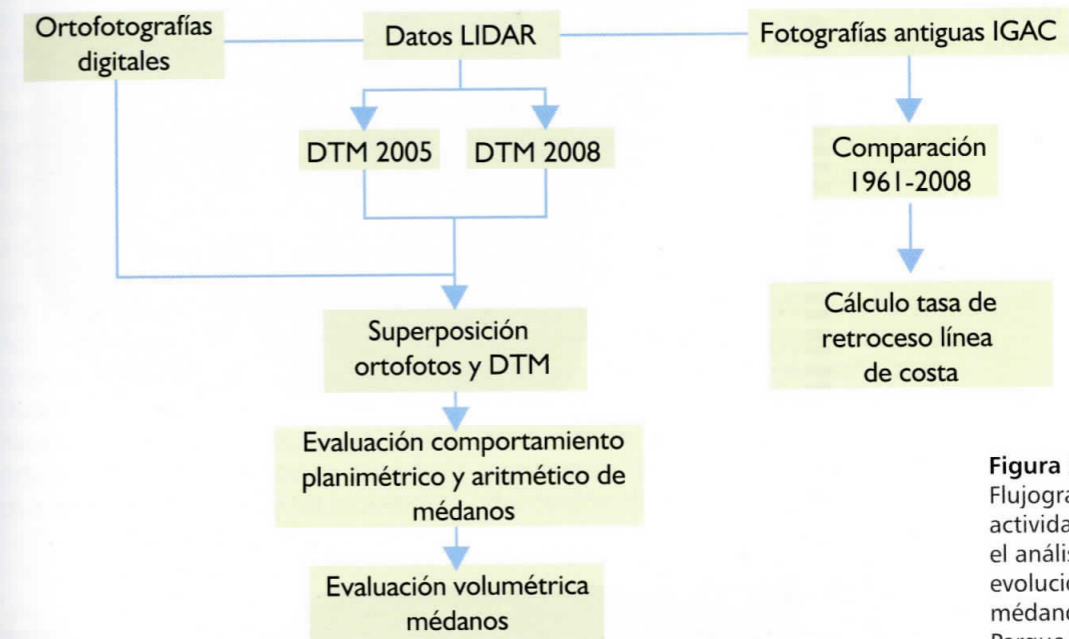 Ortofotografías
digitales
Datos LIDAR
Fotografías antiguas IGAC
DTM 2005
DTM 2008
Comparación
1961-2008
Superposición
ortofotos y DTM
Cálculo tasa de
retroceso línea
de costa
Evaluación comportamiento
planimétrico y aritmético de
médanos
Evaluación volumétrica
médanos
Figura
Flujogra
activida
el anális
evolució
médano
Parque